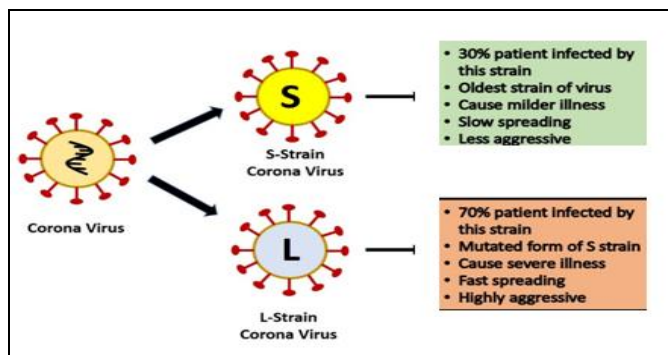 Corona Virus
S
S-Strain
Corona Virus
• 30% patient infected by
this strain
• Oldest strain of virus
• Cause milder illness
• Slow spreading
• Less aggressive
L
L-Strain
Corona Virus
• 70% patient infected by
this strain
• Mutated form of S strain
• Cause severe illness
• Fast spreading
• Highly aggressive